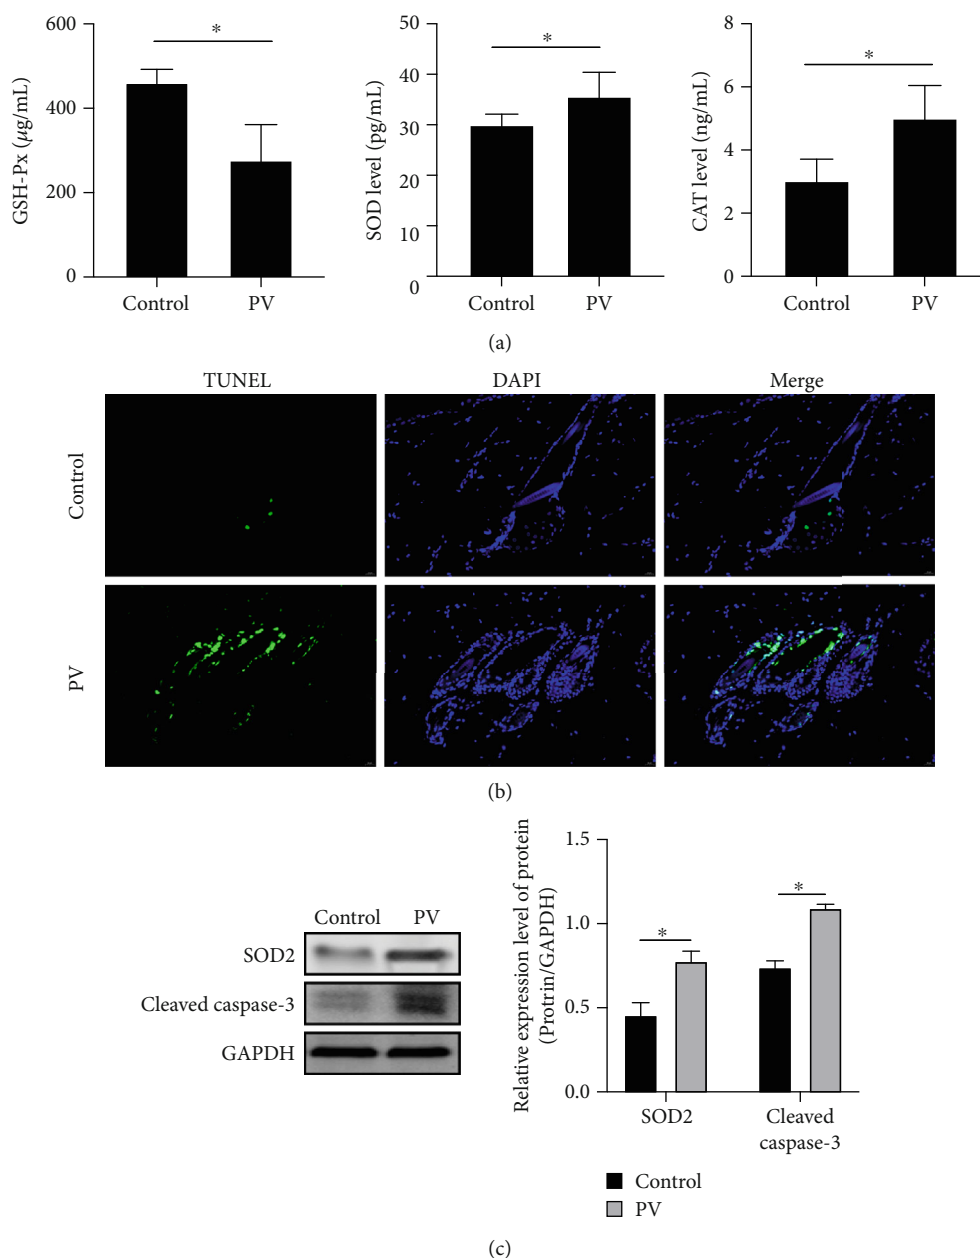 600
400
200
0
GSH-Px (µg/mL)
*
Control
PV
50
40
30
20
10
0
SOD level (pg/mL)
*
Control
PV
8
6
4
2
0
CAT level (ng/mL)
*
Control
PV
(a)
TUNEL
DAPI
Merge
Control
PV
(b)
Control
PV
SOD2
Cleaved caspase-3
GAPDH
Relative expression level of protein
(Protrin/GAPDH)
1.5
1.0
0.5
0.0
*
*
SOD2
Cleaved
caspase-3
Control
PV
(c)